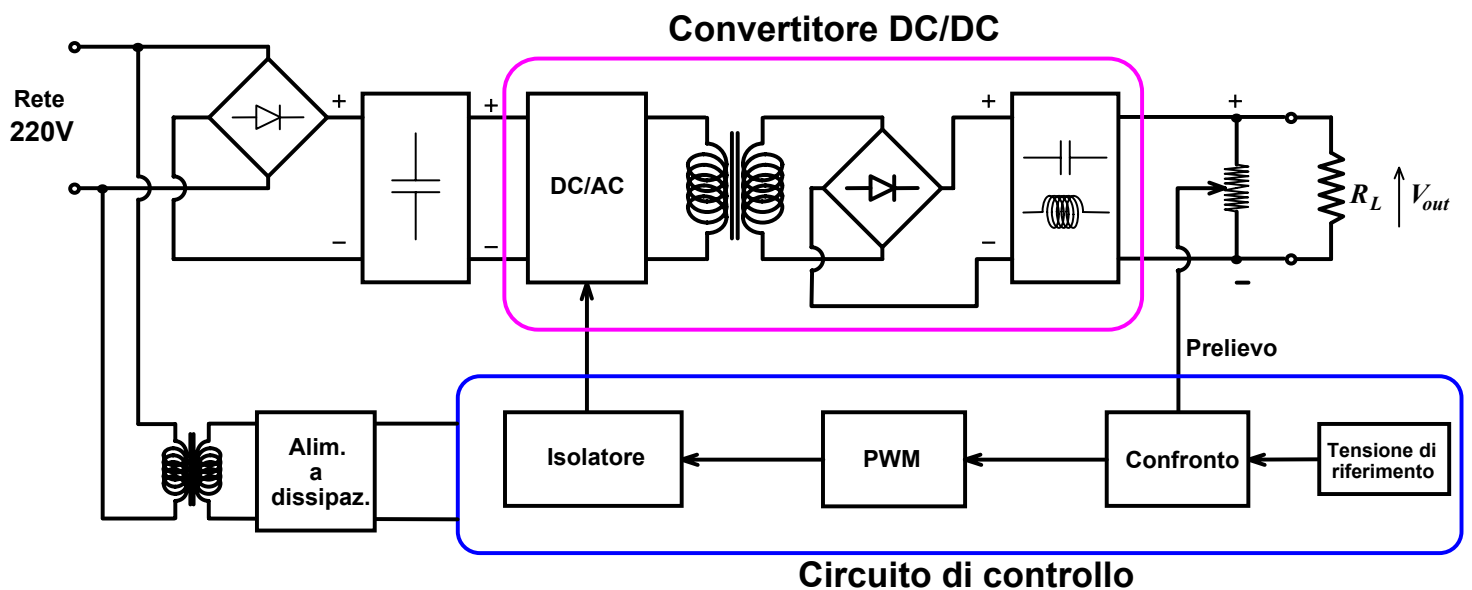 Convertitore DC/DC
Rete
220V
+
+
+
+
DC/AC
R_L
V_out
−
−
−
-
Prelievo
Alim.
a
dissipaz.
Isolatore
PWM
Confronto
Tensione di
riferimento
Circuito di controllo